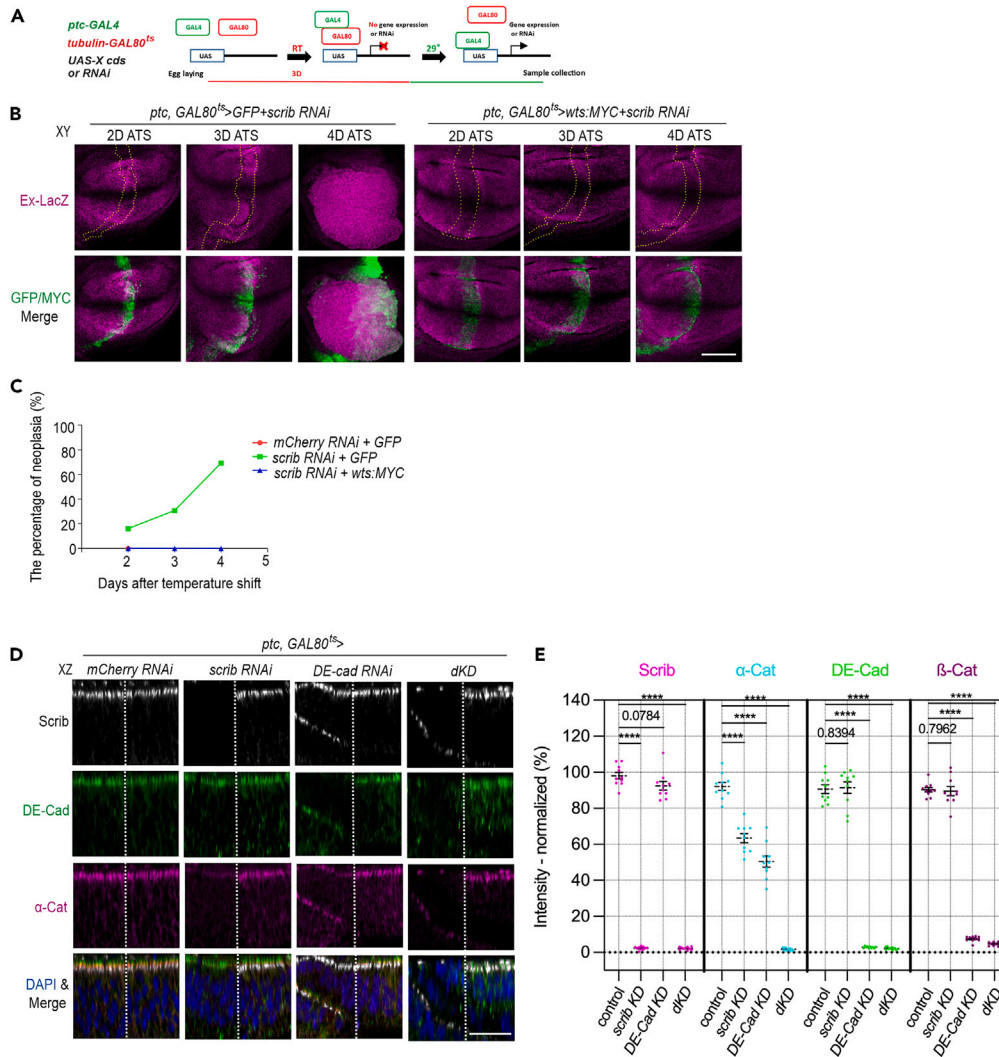 A
ptc-GAL4
tubulin-GAL80ts
UAS-X cds
or RNAi
GAL4
GAL80
UAS
Egg laying
RT
3D
GAL4
GAL80
UAS
No gene expression
or RNAi
29°
GAL80
GAL4
UAS
Gene expression
or RNAi
Sample collection
B
ptc, GAL80ts>GFP+scrib RNAi
ptc, GAL80ts>wts:MYC+scrib RNAi
XY
2D ATS
3D ATS
4D ATS
2D ATS
3D ATS
4D ATS
Ex-LacZ
GFP/MYC
Merge
C
The percentage of neoplasia (%)
100
80
60
40
20
0
2
3
4
5
Days after temperature shift
mCherry RNAi + GFP
scrib RNAi + GFP
scrib RNAi + wts:MYC
D
ptc, GAL80ts>
XZ
mCherry RNAi
scrib RNAi
DE-cad RNAi
dKD
Scrib
DE-Cad
α-Cat
DAPI &
Merge
E
Scrib
α-Cat
DE-Cad
ß-Cat
Intensity - normalized (%)
140
120
100
80
60
40
20
0
****
0.0784
****
****
****
****
****
****
0.8394
****
****
0.7962
control
scrib KD
DE-Cad KD
dKD
control
scrib KD
DE-Cad KD
dKD
control
scrib KD
DE-Cad KD
dKD
control
scrib KD
DE-Cad KD
dKD